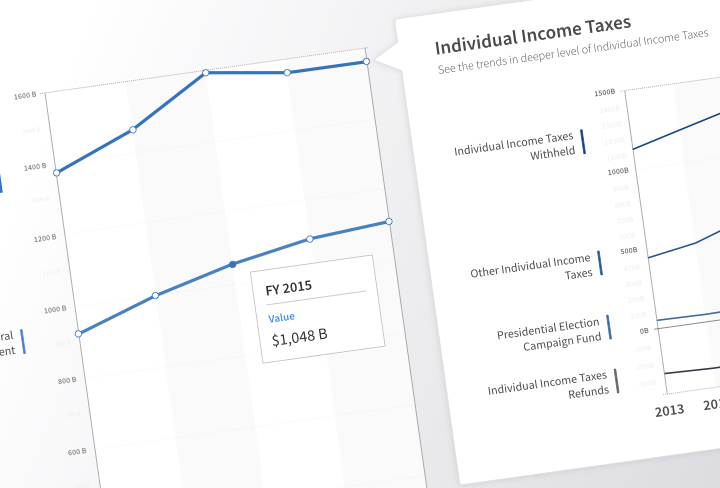 1600 B
1400 B
1200 B
1000 B
800 B
600 B
ral
ent
FY 2015
Value
$1,048 B
Individual Income Taxes
See the trends in deeper level of Individual Income Taxes
Individual Income Taxes
Withheld
Other Individual Income
Taxes
Presidential Election
Campaign Fund
Individual Income Taxes
Refunds
1500B
1000B
500B
0B
2013